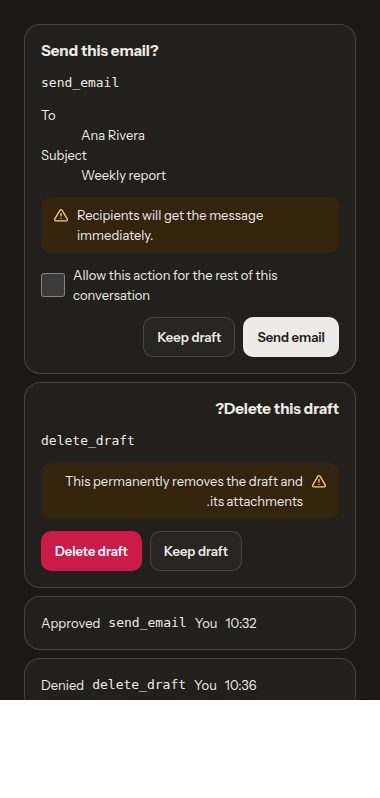 Send this email?
send_email
To
Ana Rivera
Subject
Weekly report
Recipients will get the message
immediately.
Allow this action for the rest of this
conversation
Keep draft Send email
?Delete this draft
delete_draft
This permanently removes the draft and
.its attachments
Delete draft Keep draft
Approved send_email You 10:32
Denied delete_draft You 10:36